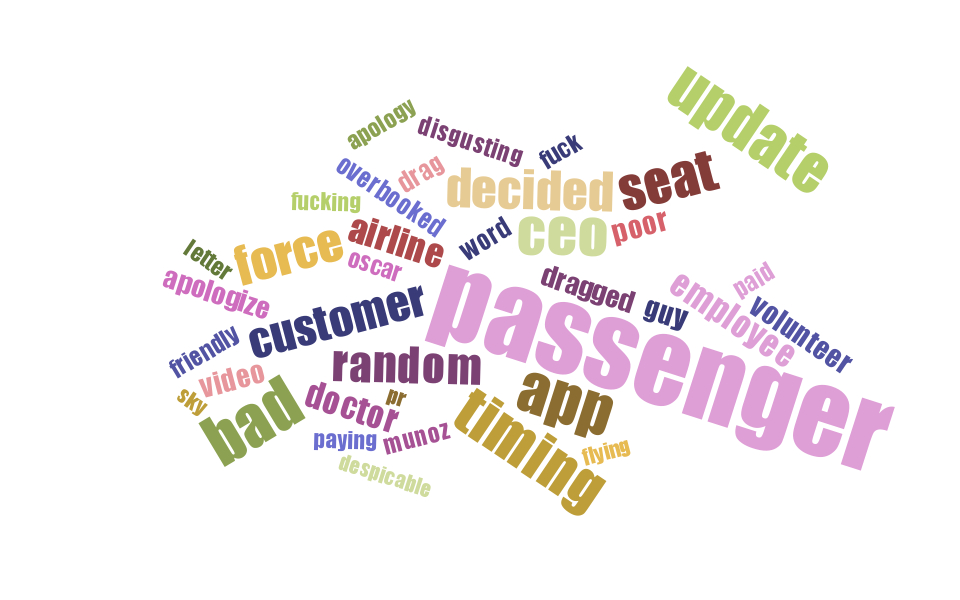 update
apology
disgusting
fuck
overbooked
drag
decided
seat
fucking
word
ceo
poor
letter
force
airline
oscar
apologize
passenger
dragged
guy
employee
paid
volunteer
customer
friendly
video
random
sky
bad
doctor
pr
app
timing
paying
munoz
flying
despicable